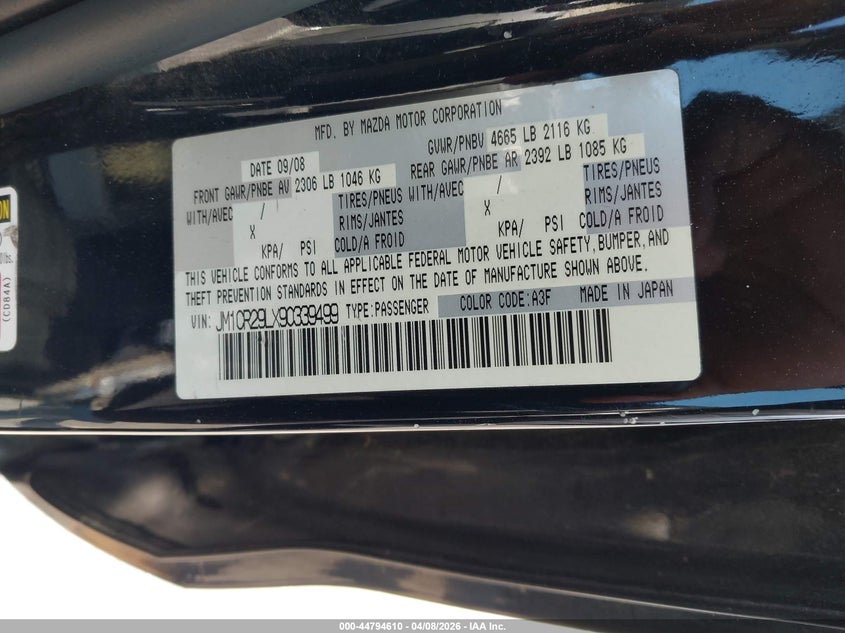 MFD. BY MAZDA MOTOR CORPORATION
DATE 09/08
GVWR/PNBV 4665 LB 2116 KG
FRONT GAWR/PNBE AV 2306 LB 1046 KG
REAR GAWR/PNBE AR 2392 LB 1085 KG
WITH/AVEC / TIRES/PNEUS
X RIMS/JANTES
KPA/ PSI COLD/A FROID
WITH/AVEC / TIRES/PNEUS
X RIMS/JANTES
KPA/ PSI COLD/A FROID
THIS VEHICLE CONFORMS TO ALL APPLICABLE FEDERAL MOTOR VEHICLE SAFETY, BUMPER, AND
THEFT PREVENTION STANDARDS IN EFFECT ON THE DATE OF MANUFACTURE SHOWN ABOVE.
VIN: JM1CR29LX90339499 TYPE:PASSENGER COLOR CODE:A3F MADE IN JAPAN
(CD84A)
000-44794610 - 04/08/2026 - IAA Inc.